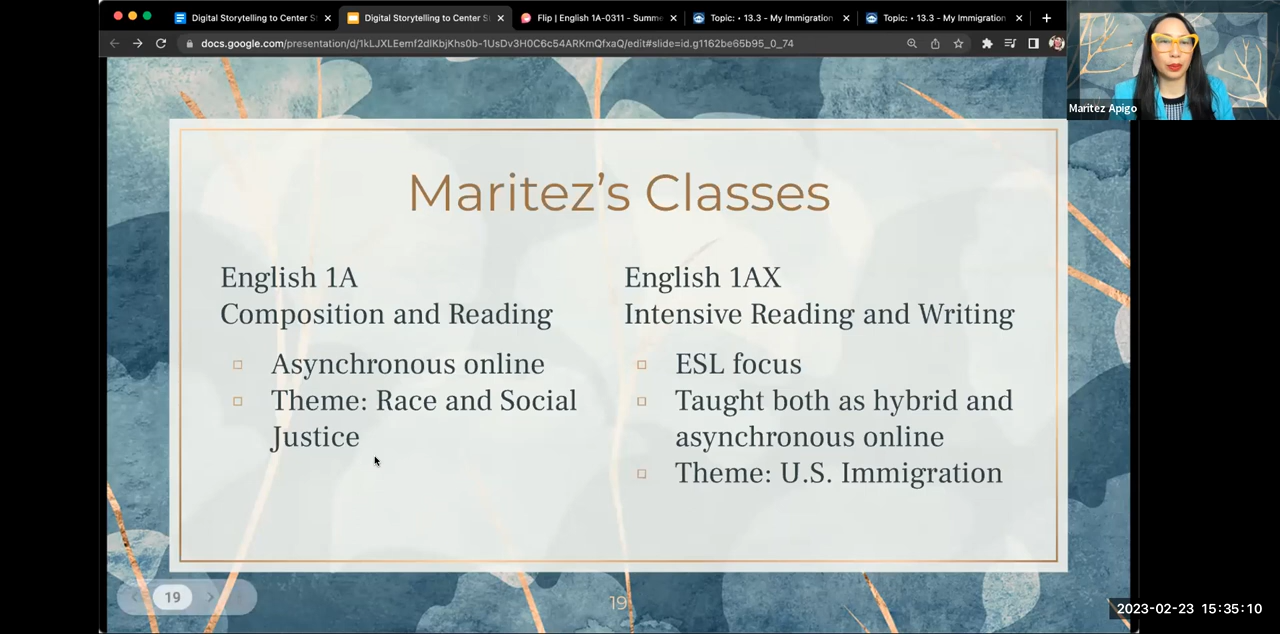 Digital Storytelling to Center S
Digital Storytelling to Center S
Flip | English 1A-0311 - Summe
Topic: • 13.3 - My Immigration
Topic: • 13.3 - My Immigration
docs.google.com/presentation/d/1kLJXLEemf2dlKbjKhs0b-1UsDv3H0C6c54ARKmQfxaQ/edit#slide=id.g1162be65b95_0_74
Maritez Apigo
Maritez’s Classes
English 1A
Composition and Reading
Asynchronous online
Theme: Race and Social
Justice
English 1AX
Intensive Reading and Writing
ESL focus
Taught both as hybrid and
asynchronous online
Theme: U.S. Immigration
19
19
2023-02-23 15:35:10